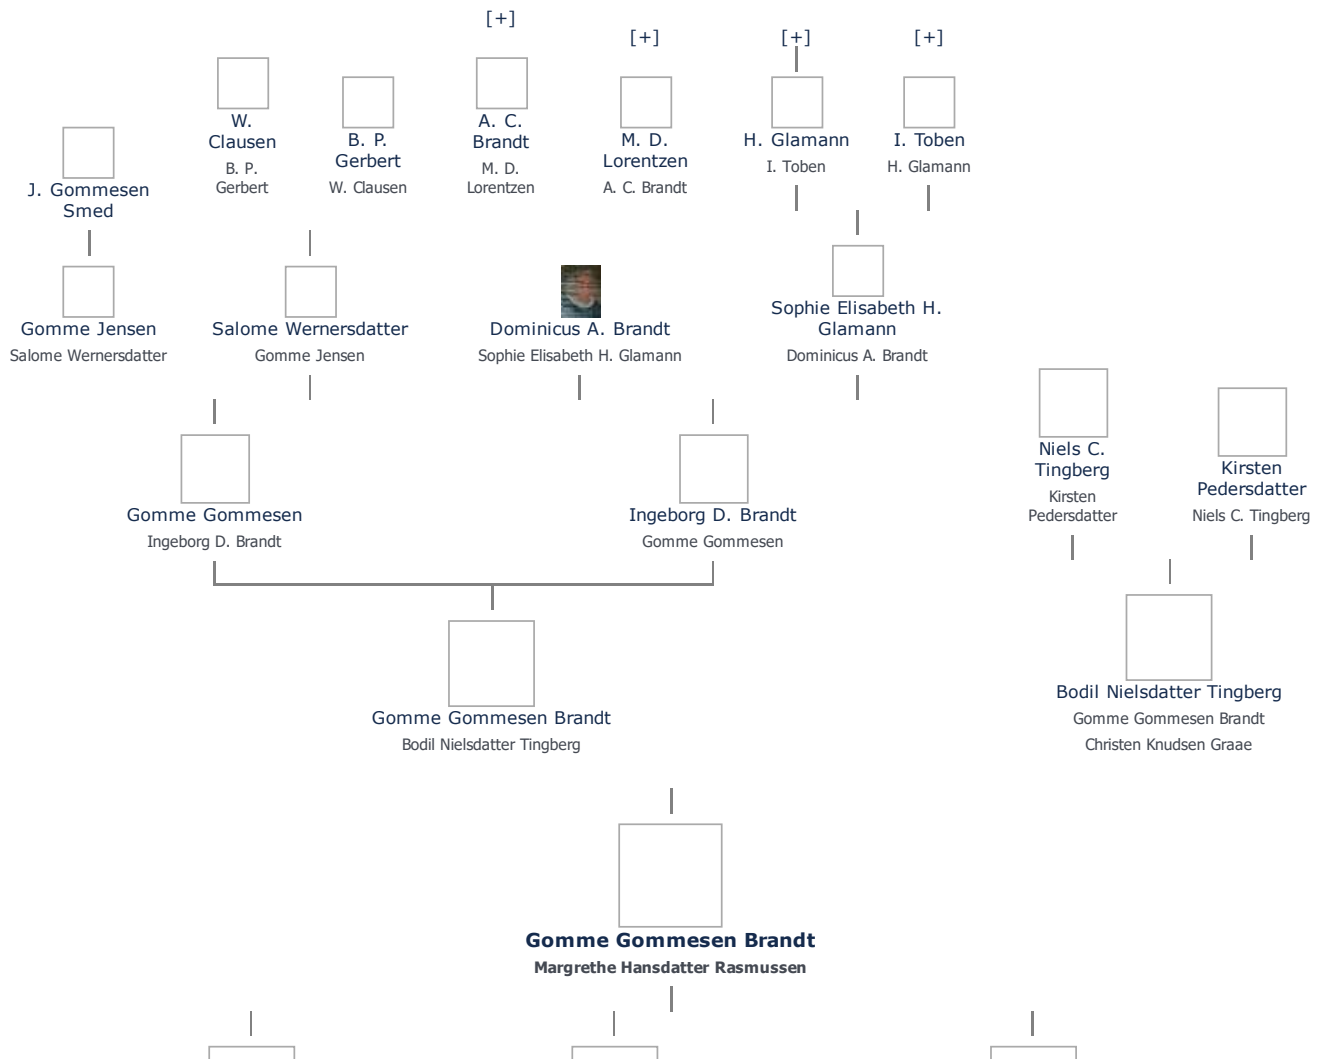 [+]
[+]
[+]
[+]
W.
Clausen
B. P.
Gerbert
B. P.
Gerbert
W. Clausen
A. C.
Brandt
M. D.
Lorentzen
M. D.
Lorentzen
A. C. Brandt
H. Glamann
I. Toben
I. Toben
H. Glamann
J. Gommesen
Smed
Gomme Jensen
Salome Wernersdatter
Salome Wernersdatter
Gomme Jensen
Dominicus A. Brandt
Sophie Elisabeth H. Glamann
Sophie Elisabeth H.
Glamann
Dominicus A. Brandt
Gomme Gommesen
Ingeborg D. Brandt
Ingeborg D. Brandt
Gomme Gommesen
Niels C.
Tingberg
Kirsten
Pedersdatter
Kirsten
Pedersdatter
Niels C. Tingberg
Gomme Gommesen Brandt
Bodil Nielsdatter Tingberg
Bodil Nielsdatter Tingberg
Gomme Gommesen Brandt
Christen Knudsen Graae
Gomme Gommesen Brandt
Margrethe Hansdatter Rasmussen